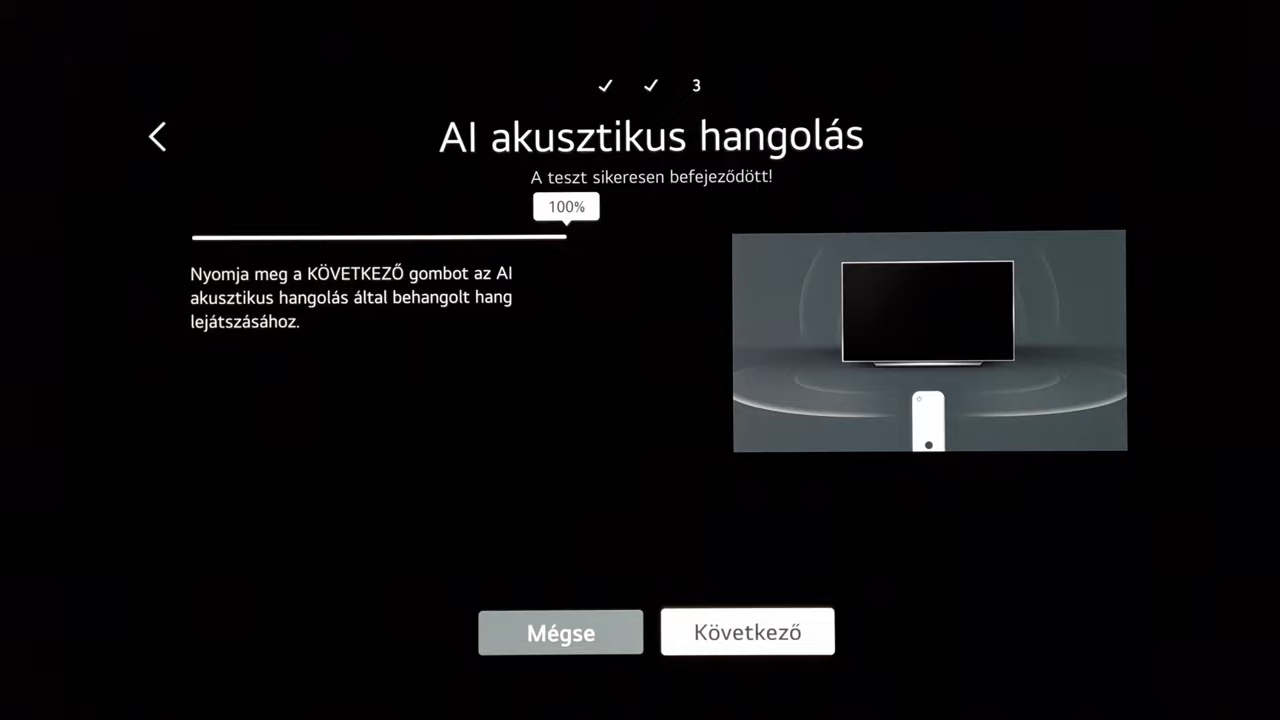 3
AI akusztikus hangolás
A teszt sikeresen befejeződött!
100%
Nyomja meg a KÖVETKEZŐ gombot az AI
akusztikus hangolás által behangolt hang
lejátszásához.
Mégse
Következő